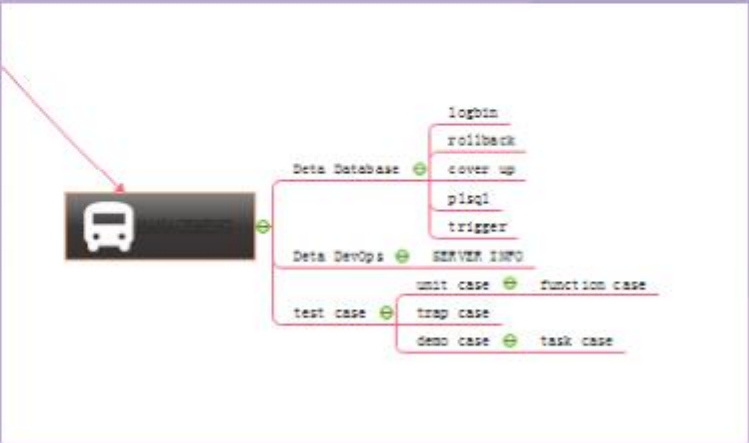 logbin
rollback
Deta Database cover up
plsql
trigger
MANAGEMENT
Deta DevOps SERVER INFO
unit case function case
test case trap case
demo case task case